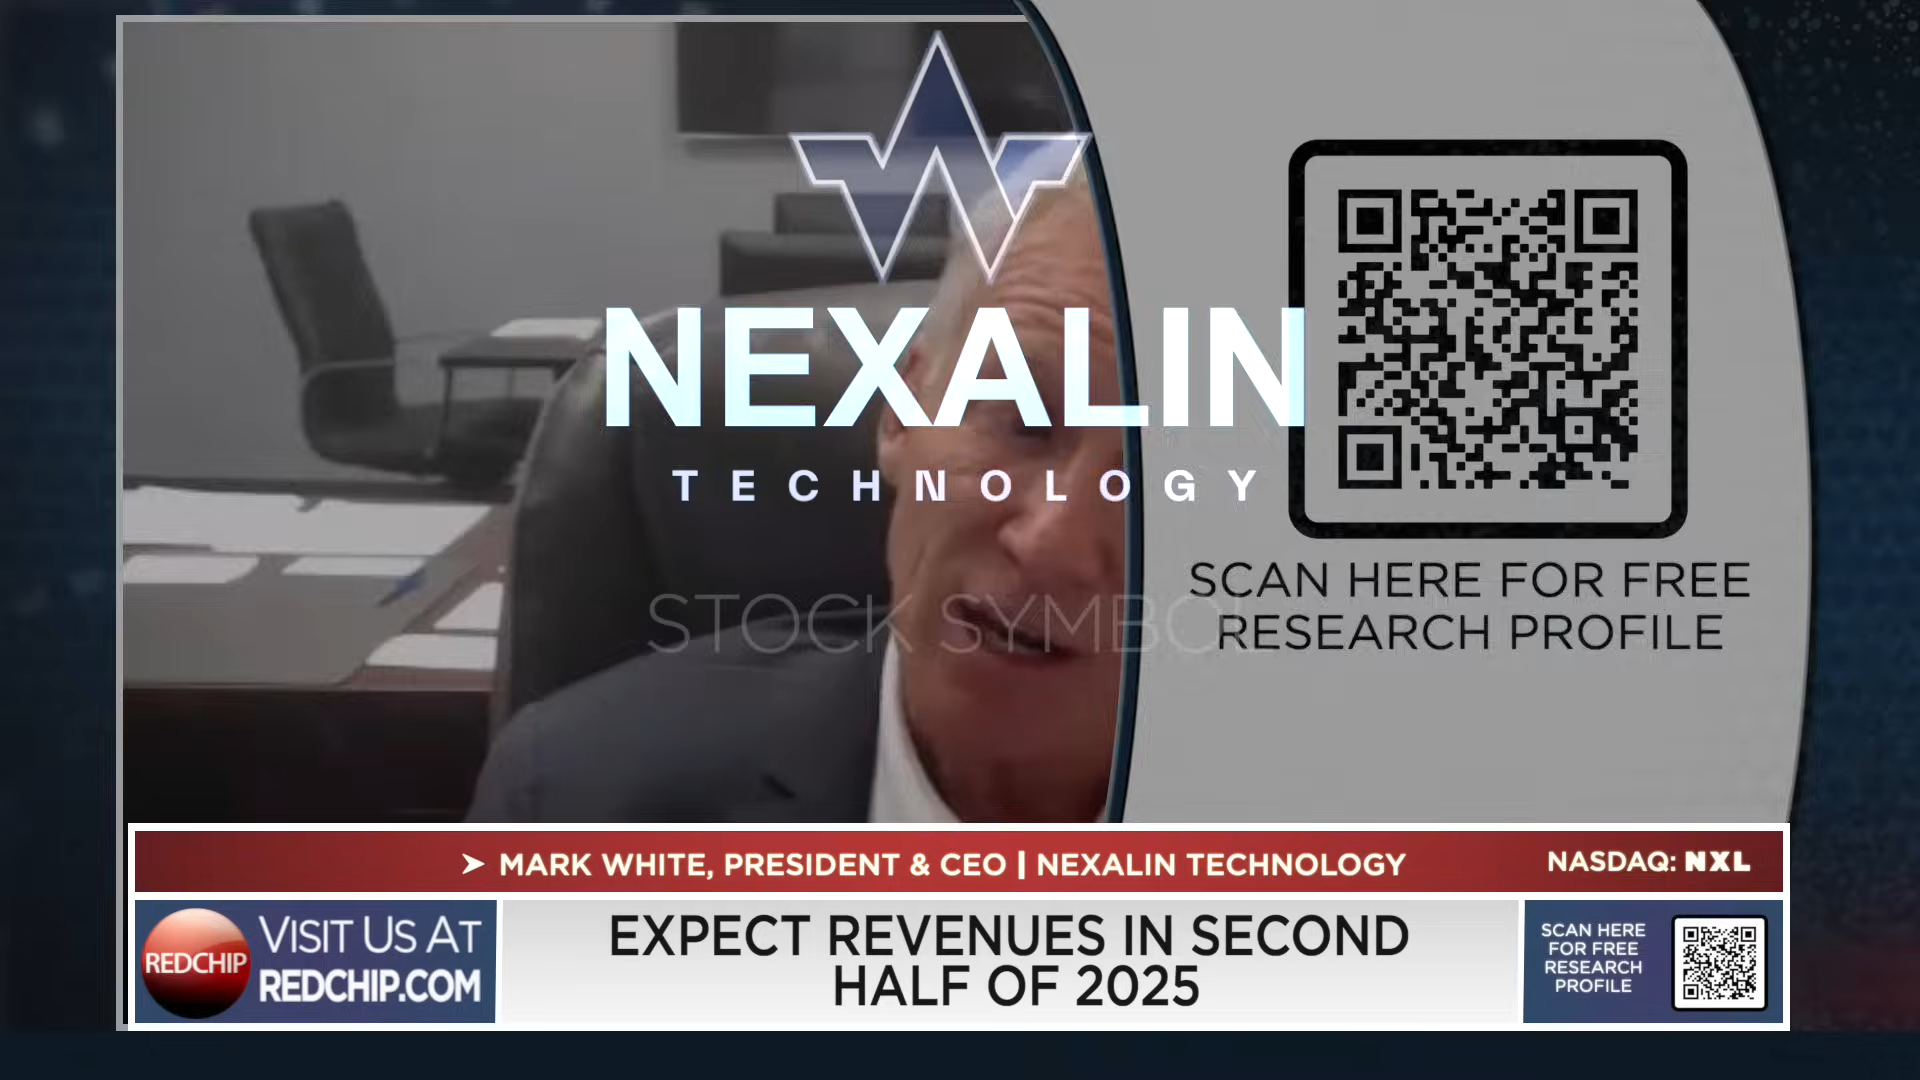 NEXALIN
TECHNOLOGY
STOCK SYMBOL
SCAN HERE FOR FREE
RESEARCH PROFILE
➤ MARK WHITE, PRESIDENT & CEO | NEXALIN TECHNOLOGY
NASDAQ: NXL
REDCHIP
VISIT US AT
REDCHIP.COM
EXPECT REVENUES IN SECOND
HALF OF 2025
SCAN HERE
FOR FREE
RESEARCH
PROFILE